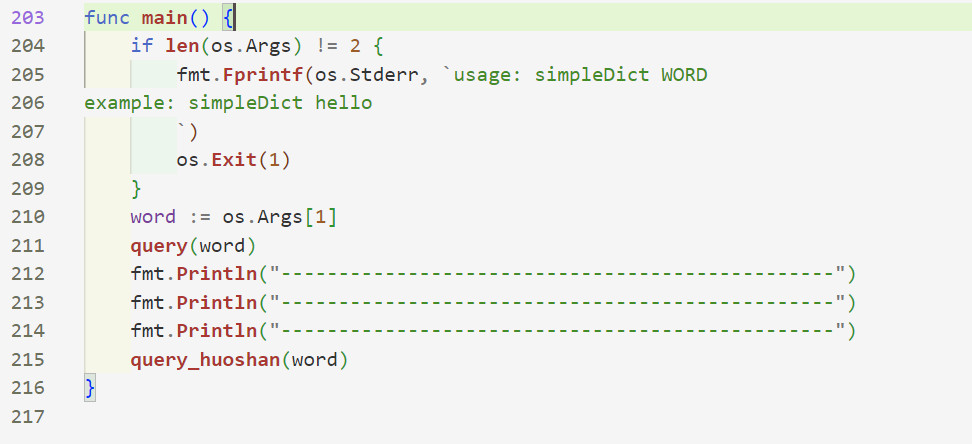 203 func main() {
204     if len(os.Args) != 2 {
205         fmt.Fprintf(os.Stderr, `usage: simpleDict WORD
206 example: simpleDict hello
207         `)
208         os.Exit(1)
209     }
210     word := os.Args[1]
211     query(word)
212     fmt.Println("------------------------------------------------")
213     fmt.Println("------------------------------------------------")
214     fmt.Println("------------------------------------------------")
215     query_huoshan(word)
216 }
217